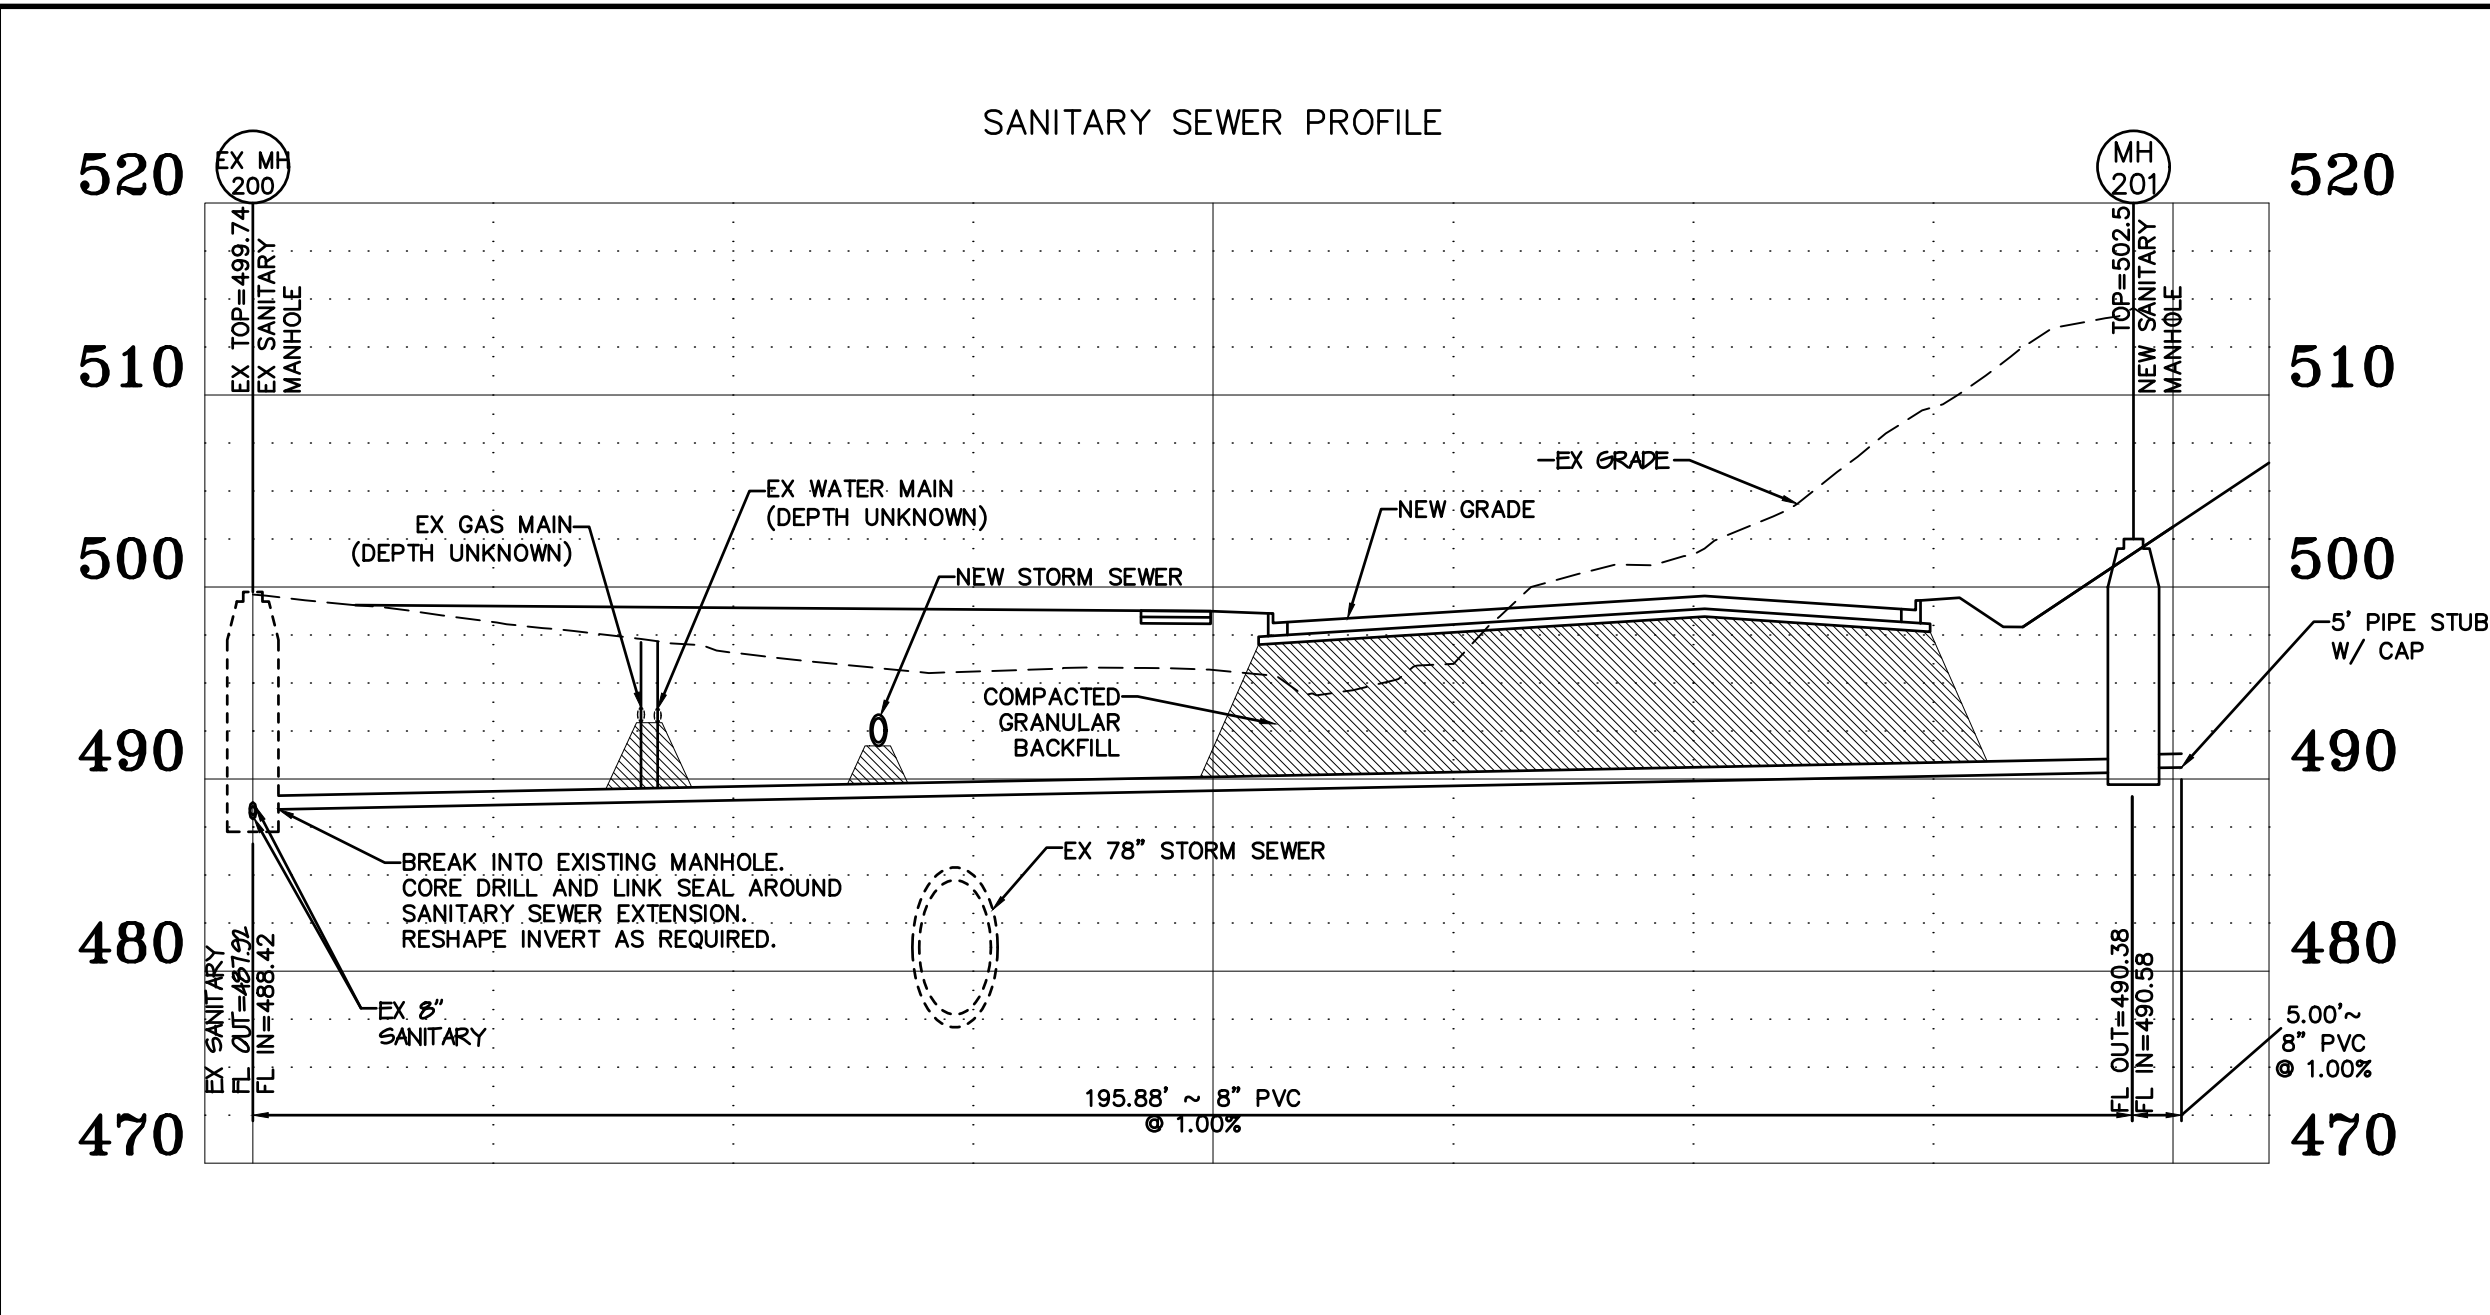 SANITARY SEWER PROFILE
EX MH
200
MH
201
520
520
510
510
500
500
490
490
480
480
470
470
EX TOP=499.74
EX SANITARY
MANHOLE
TOP=502.5
NEW SANITARY
MANHOLE
EX GRADE
EX WATER MAIN
(DEPTH UNKNOWN)
NEW GRADE
EX GAS MAIN
(DEPTH UNKNOWN)
NEW STORM SEWER
5' PIPE STUB
W/ CAP
COMPACTED
GRANULAR
BACKFILL
EX 78" STORM SEWER
BREAK INTO EXISTING MANHOLE.
CORE DRILL AND LINK SEAL AROUND
SANITARY SEWER EXTENSION.
RESHAPE INVERT AS REQUIRED.
EX SANITARY
FL OUT=487.92
FL IN=488.42
EX 8"
SANITARY
FL OUT=490.38
FL IN=490.58
5.00'~
8" PVC
@ 1.00%
195.88' ~ 8" PVC
@ 1.00%